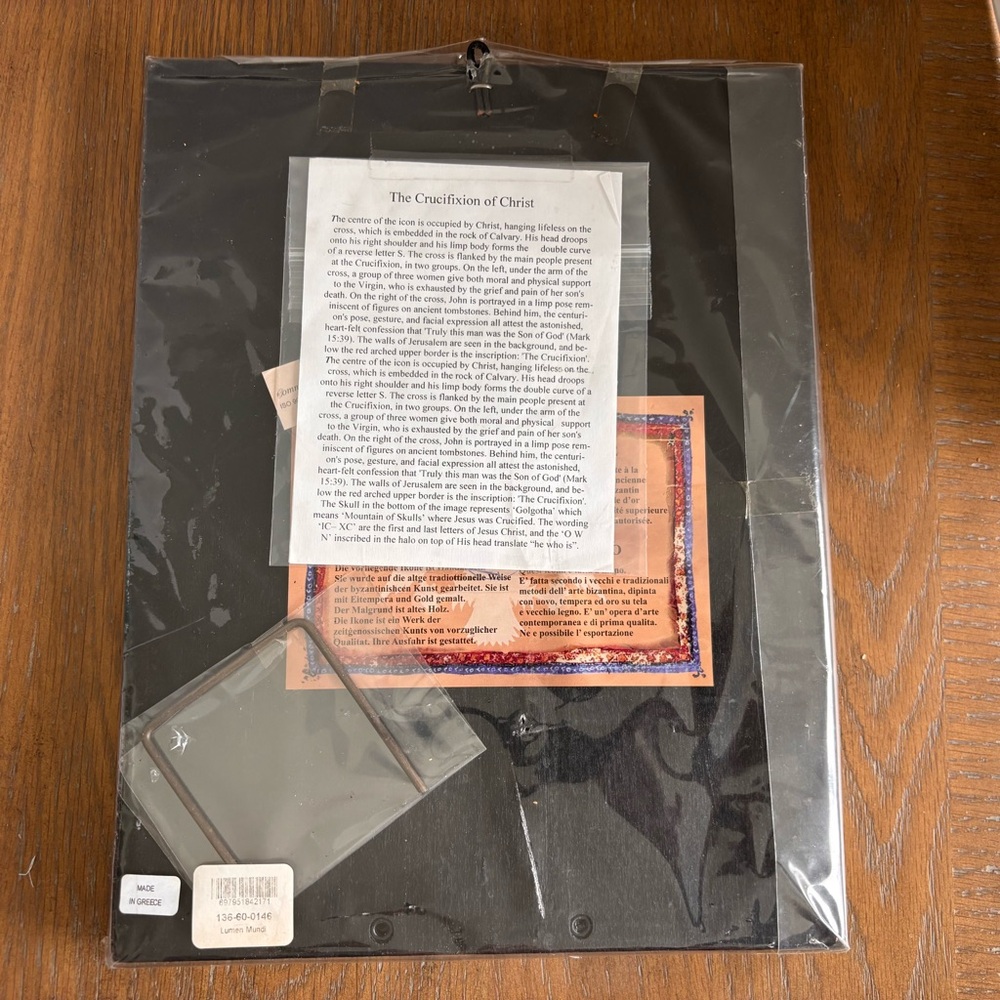 The Crucifixion of Christ
The centre of the icon is occupied by Christ, hanging lifeless on the
cross, which is embedded in the rock of Calvary. His head droops
onto his right shoulder and his limp body forms the double curve
of a reverse letter S. The cross is flanked by the main people present
at the Crucifixion, in two groups. On the left, under the arm of the
cross, a group of three women give both moral and physical support
to the Virgin, who is exhausted by the grief and pain of her son's
death. On the right of the cross, John is portrayed in a limp pose rem-
iniscent of figures on ancient tombstones. Behind him, the centuri-
on's pose, gesture, and facial expression all attest the astonished,
heart-felt confession that 'Truly this man was the Son of God' (Mark
15:39). The walls of Jerusalem are seen in the background, and be-
low the red arched upper border is the inscription: 'The Crucifixion'.
The centre of the icon is occupied by Christ, hanging lifeless on the
cross, which is embedded in the rock of Calvary. His head droops
onto his right shoulder and his limp body forms the double curve of a
reverse letter S. The cross is flanked by the main people present at
the Crucifixion, in two groups. On the left, under the arm of the
cross, a group of three women give both moral and physical support
to the Virgin, who is exhausted by the grief and pain of her son's
death. On the right of the cross, John is portrayed in a limp pose rem-
iniscent of figures on ancient tombstones. Behind him, the centuri-
on's pose, gesture, and facial expression all attest the astonished,
heart-felt confession that 'Truly this man was the Son of God' (Mark
15:39). The walls of Jerusalem are seen in the background, and be-
low the red arched upper border is the inscription: 'The Crucifixion'.
The Skull in the bottom of the image represents 'Golgotha' which
means 'Mountain of Skulls' where Jesus was Crucified. The wording
'IC– XC' are the first and last letters of Jesus Christ, and the 'O W
N' inscribed in the halo on top of His head translate "he who is".
te à la
ncienne
zantin
le d'or
té superieure
autorisée.
Die vorliegende Ikone ist
Sie wurde auf die altge tradiottionelle Weise
der byzantinishcen Kunst gearbeitet. Sie ist
mit Eitempera und Gold gemalt.
Der Malgrund ist altes Holz.
Die Ikone ist ein Werk der
zeitgenossischen Kunts von vorzuglicher
Qualitat. Ihre Ausfahr ist gestattet.
no.
E' fatta secondo i vecchi e tradizionali
metodi dell' arte bizantina, dipinta
con uovo, tempera ed oro su tela
e vecchio legno. E' un' opera d'arte
contemporanea e di prima qualita.
Ne e possibile l' esportazione
MADE
IN GREECE
697651842171
136-60-0146
Lumen Mundi